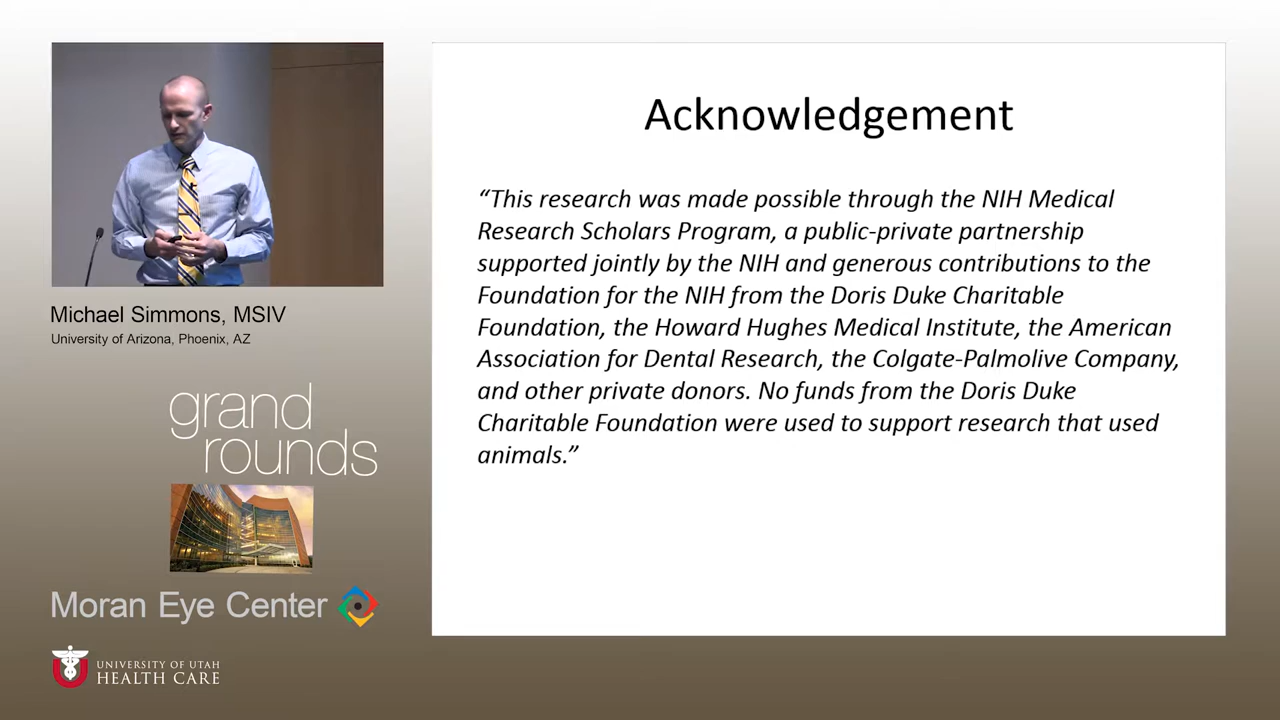 Michael Simmons, MSIV
University of Arizona, Phoenix, AZ
grand
rounds
Moran Eye Center
UNIVERSITY OF UTAH
HEALTH CARE
Acknowledgement
“This research was made possible through the NIH Medical
Research Scholars Program, a public-private partnership
supported jointly by the NIH and generous contributions to the
Foundation for the NIH from the Doris Duke Charitable
Foundation, the Howard Hughes Medical Institute, the American
Association for Dental Research, the Colgate-Palmolive Company,
and other private donors. No funds from the Doris Duke
Charitable Foundation were used to support research that used
animals.”